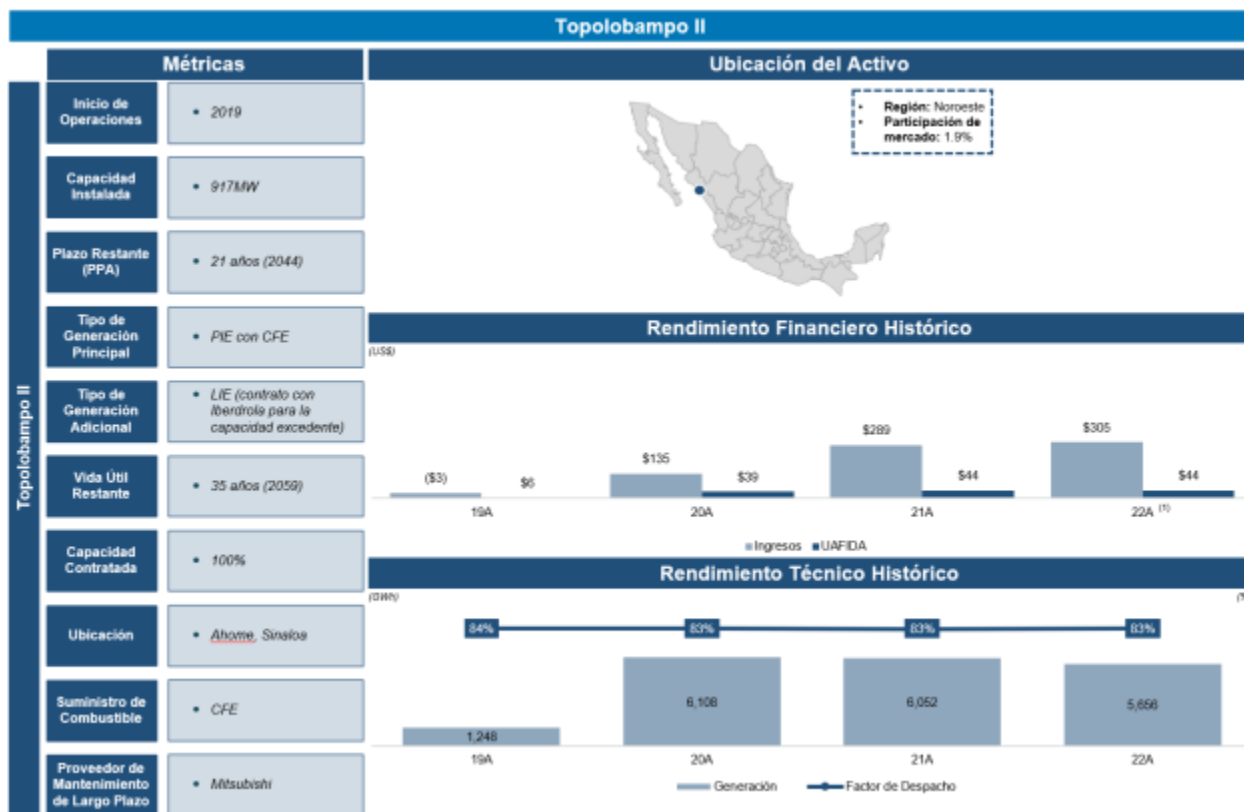 Topolobampo II
Métricas
Topolobampo II
Inicio de
Operaciones
• 2019
Capacidad
Instalada
• 917MW
Plazo Restante
(PPA)
• 21 años (2044)
Tipo de
Generación
Principal
• PIE con CFE
Tipo de
Generación
Adicional
• LIE (contrato con
Iberdrola para la
capacidad excedente)
Vida Útil
Restante
• 35 años (2059)
Capacidad
Contratada
• 100%
Ubicación
• Ahome, Sinaloa
Suministro de
Combustible
• CFE
Proveedor de
Mantenimiento
de Largo Plazo
• Mitsubishi
Ubicación del Activo
• Región: Noroeste
• Participación de
mercado: 1.9%
Rendimiento Financiero Histórico
(US$)
($3) $6 $135 $39 $289 $44 $305 $44
19A 20A 21A 22A (1)
Ingresos UAFIDA
Rendimiento Técnico Histórico
(GWh)
84% 83% 83% 83%
1,248 6,108 6,052 5,656
19A 20A 21A 22A
Generación Factor de Despacho